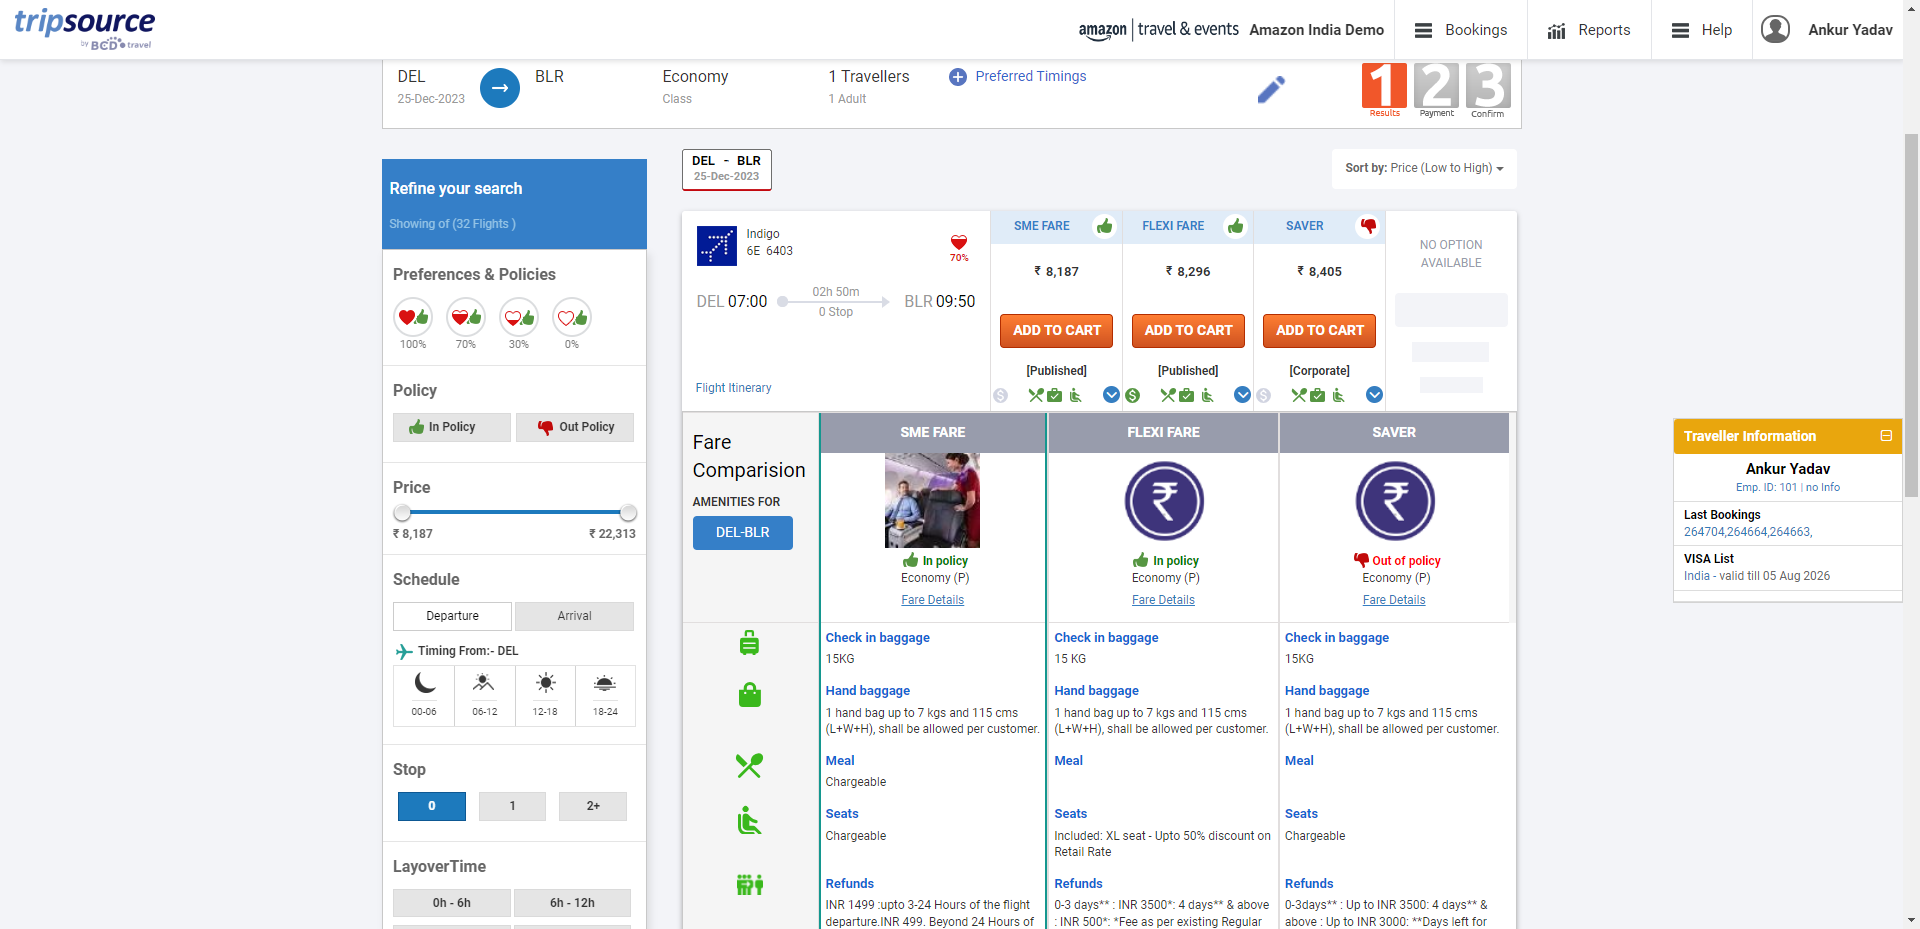 tripsource
by BCD travel
amazon | travel & events
Amazon India Demo
Bookings
Reports
Help
Ankur Yadav
DEL
25-Dec-2023
BLR
Economy
Class
1 Travellers
1 Adult
Preferred Timings
1
Results
2
Payment
3
Confirm
Refine your search
Showing of (32 Flights )
Preferences & Policies
100%
70%
30%
0%
Policy
In Policy
Out Policy
Price
₹ 8,187
₹ 22,313
Schedule
Departure
Arrival
Timing From:- DEL
00-06
06-12
12-18
18-24
Stop
0
1
2+
LayoverTime
0h - 6h
6h - 12h
DEL - BLR
25-Dec-2023
Sort by: Price (Low to High)
Indigo
6E 6403
70%
DEL 07:00
02h 50m
0 Stop
BLR 09:50
Flight Itinerary
SME FARE
₹ 8,187
ADD TO CART
[Published]
FLEXI FARE
₹ 8,296
ADD TO CART
[Published]
SAVER
₹ 8,405
ADD TO CART
[Corporate]
NO OPTION
AVAILABLE
Fare
Comparision
AMENITIES FOR
DEL-BLR
SME FARE
In policy
Economy (P)
Fare Details
FLEXI FARE
In policy
Economy (P)
Fare Details
SAVER
Out of policy
Economy (P)
Fare Details
Check in baggage
15KG
Hand baggage
1 hand bag up to 7 kgs and 115 cms
(L+W+H), shall be allowed per customer.
Meal
Chargeable
Seats
Chargeable
Refunds
INR 1499 :upto 3-24 Hours of the flight
departure.INR 499. Beyond 24 Hours of
Check in baggage
15 KG
Hand baggage
1 hand bag up to 7 kgs and 115 cms
(L+W+H), shall be allowed per customer.
Meal
Seats
Included: XL seat - Upto 50% discount on
Retail Rate
Refunds
0-3 days** : INR 3500*: 4 days** & above
: INR 500*: *Fee as per existing Regular
Check in baggage
15KG
Hand baggage
1 hand bag up to 7 kgs and 115 cms
(L+W+H), shall be allowed per customer.
Meal
Seats
Chargeable
Refunds
0-3days** : Up to INR 3500: 4 days** &
above : Up to INR 3000: **Days left for
Traveller Information
Ankur Yadav
Emp. ID: 101 | no Info
Last Bookings
264704,264664,264663,
VISA List
India - valid till 05 Aug 2026